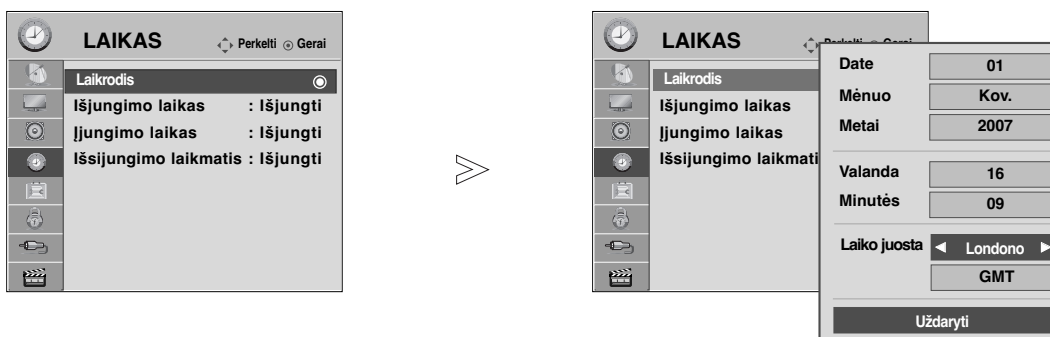 LAIKAS Perkelti Gerai
Laikrodis
Išjungimo laikas : Išjungti
Įjungimo laikas : Išjungti
Išsijungimo laikmatis : Išjungti
LAIKAS
Laikrodis
Išjungimo laikas
Įjungimo laikas
Išsijungimo laikmati
Date 01
Mėnuo Kov.
Metai 2007
Valanda 16
Minutės 09
Laiko juosta ◄ Londono ►
GMT
Uždaryti